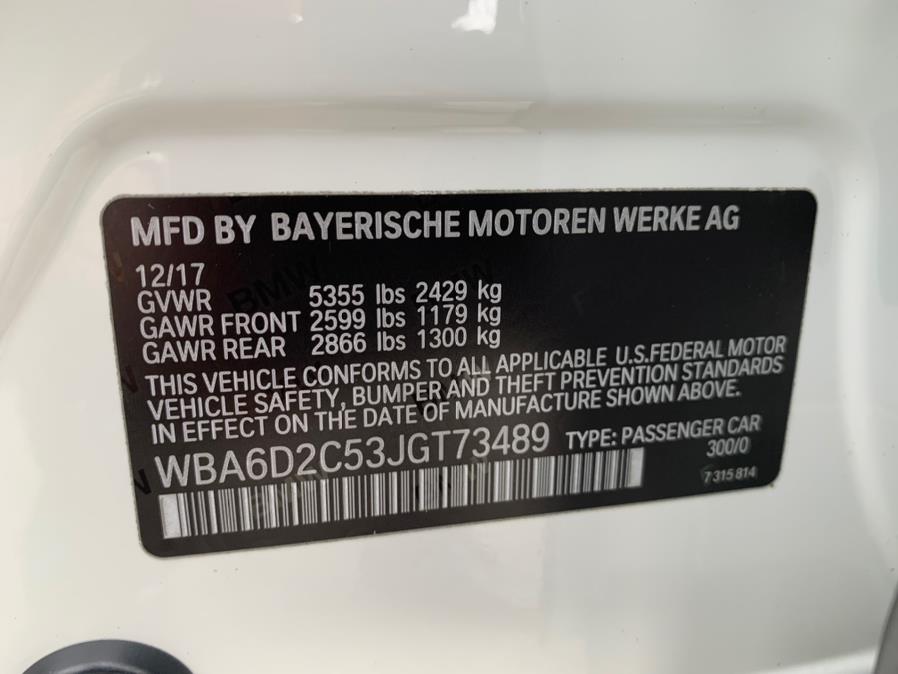 MFD BY BAYERISCHE MOTOREN WERKE AG
12/17
GVWR 5355 lbs 2429 kg
GAWR FRONT 2599 lbs 1179 kg
GAWR REAR 2866 lbs 1300 kg
THIS VEHICLE CONFORMS TO ALL APPLICABLE U.S.FEDERAL MOTOR
VEHICLE SAFETY, BUMPER AND THEFT PREVENTION STANDARDS
IN EFFECT ON THE DATE OF MANUFACTURE SHOWN ABOVE.
WBA6D2C53JGT73489 TYPE: PASSENGER CAR
300/0
7 315 814